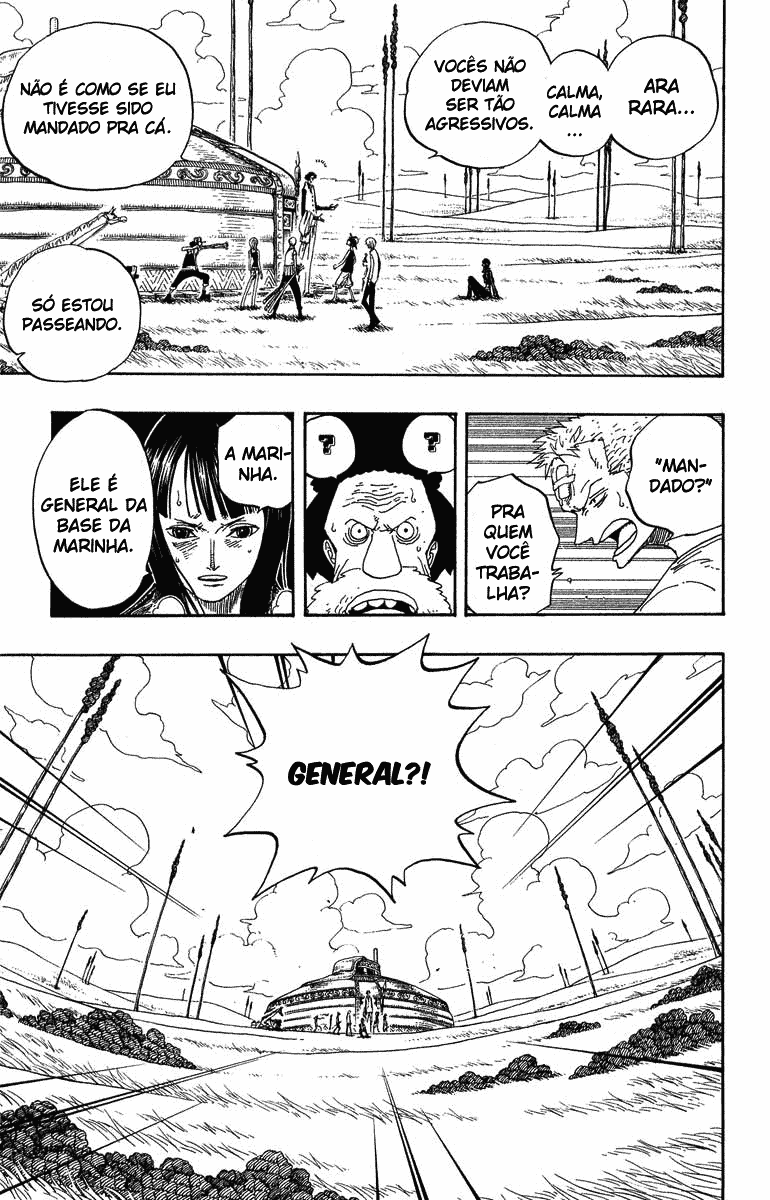 ARA
RARA...
CALMA,
CALMA
...
VOCÊS NÃO
DEVIAM
SER TÃO
AGRESSIVOS.
NÃO É COMO SE EU
TIVESSE SIDO
MANDADO PRA CÁ.
SÓ ESTOU
PASSEANDO.
"MAN-
DADO?"
PRA
QUEM
VOCÊ
TRABA-
LHA?
?
?
A MARI-
NHA.
ELE É
GENERAL DA
BASE DA
MARINHA.
GENERAL?!